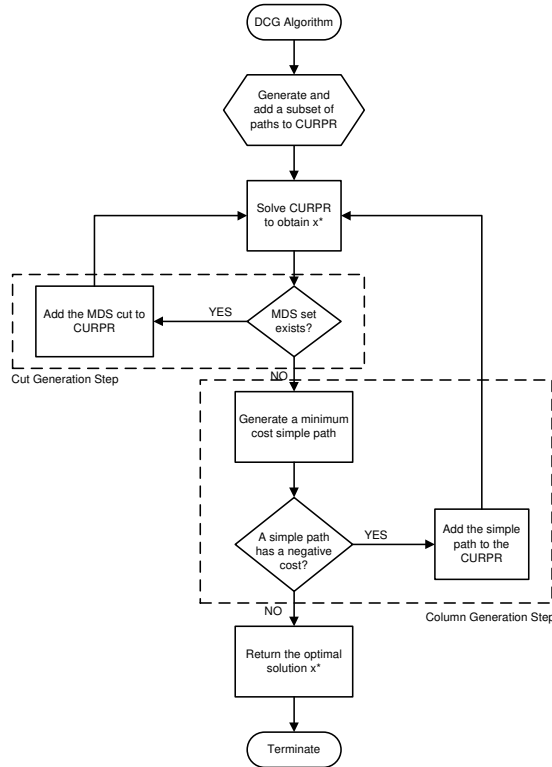 DCG Algorithm
Generate and
add a subset of
paths to CURPR
Solve CURPR
to obtain x*
Add the MDS cut to
CURPR
YES
MDS set
exists?
Cut Generation Step
NO
Generate a minimum
cost simple path
A simple path
has a negative
cost?
YES
Add the simple
path to the
CURPR
NO
Column Generation Step
Return the optimal
solution x*
Terminate